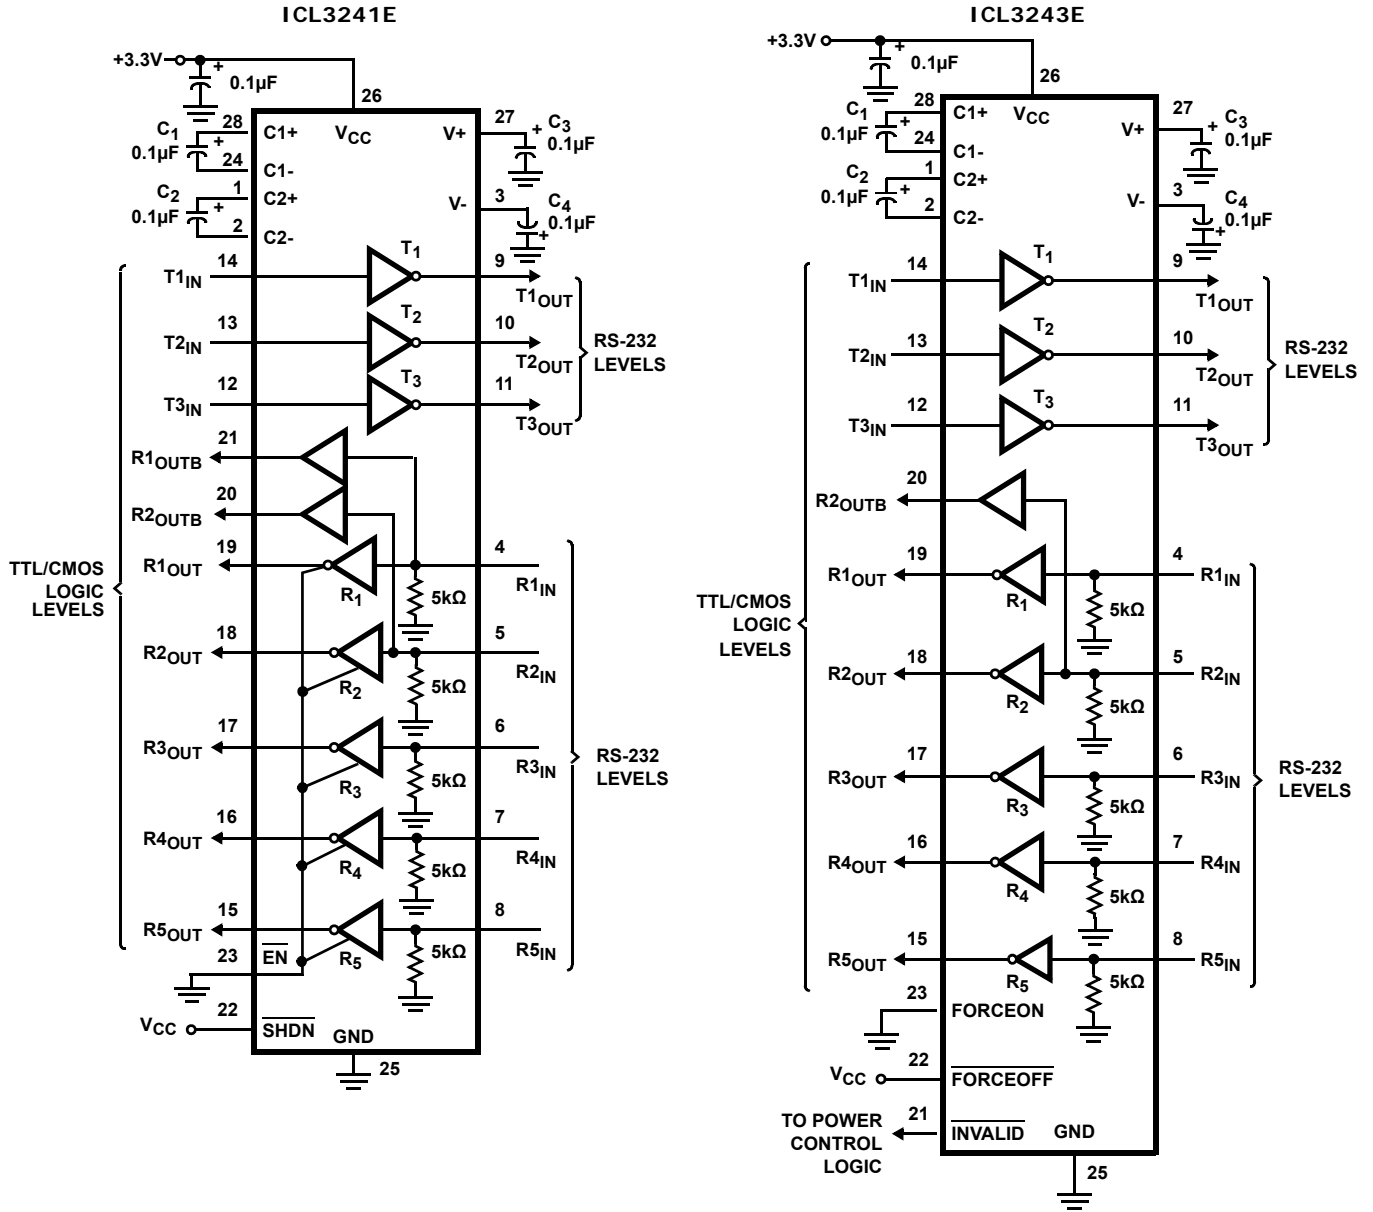 ICL3241E
+3.3V
+
0.1µF
26
VCC
C1
0.1µF
28
+
24
C1+
C1-
C2
0.1µF
1
+
2
C2+
C2-
V+
27
+
C3
0.1µF
V-
3
C4
0.1µF
+
T1IN
14
T1
9
T1OUT
T2IN
13
T2
10
T2OUT
T3IN
12
T3
11
T3OUT
RS-232
LEVELS
R1OUTB
21
R2OUTB
20
R1OUT
19
R1
5kΩ
4
R1IN
R2OUT
18
R2
5kΩ
5
R2IN
R3OUT
17
R3
5kΩ
6
R3IN
R4OUT
16
R4
5kΩ
7
R4IN
R5OUT
15
R5
5kΩ
8
R5IN
TTL/CMOS
LOGIC
LEVELS
RS-232
LEVELS
23
EN
VCC
22
SHDN
GND
25
ICL3243E
+3.3V
+
0.1µF
26
VCC
C1
0.1µF
28
+
24
C1+
C1-
C2
0.1µF
1
+
2
C2+
C2-
V+
27
+
C3
0.1µF
V-
3
C4
0.1µF
+
T1IN
14
T1
9
T1OUT
T2IN
13
T2
10
T2OUT
T3IN
12
T3
11
T3OUT
RS-232
LEVELS
R2OUTB
20
R1OUT
19
R1
5kΩ
4
R1IN
R2OUT
18
R2
5kΩ
5
R2IN
R3OUT
17
R3
5kΩ
6
R3IN
R4OUT
16
R4
5kΩ
7
R4IN
R5OUT
15
R5
5kΩ
8
R5IN
TTL/CMOS
LOGIC
LEVELS
RS-232
LEVELS
23
FORCEON
VCC
22
FORCEOFF
TO POWER
CONTROL
LOGIC
21
INVALID
GND
25